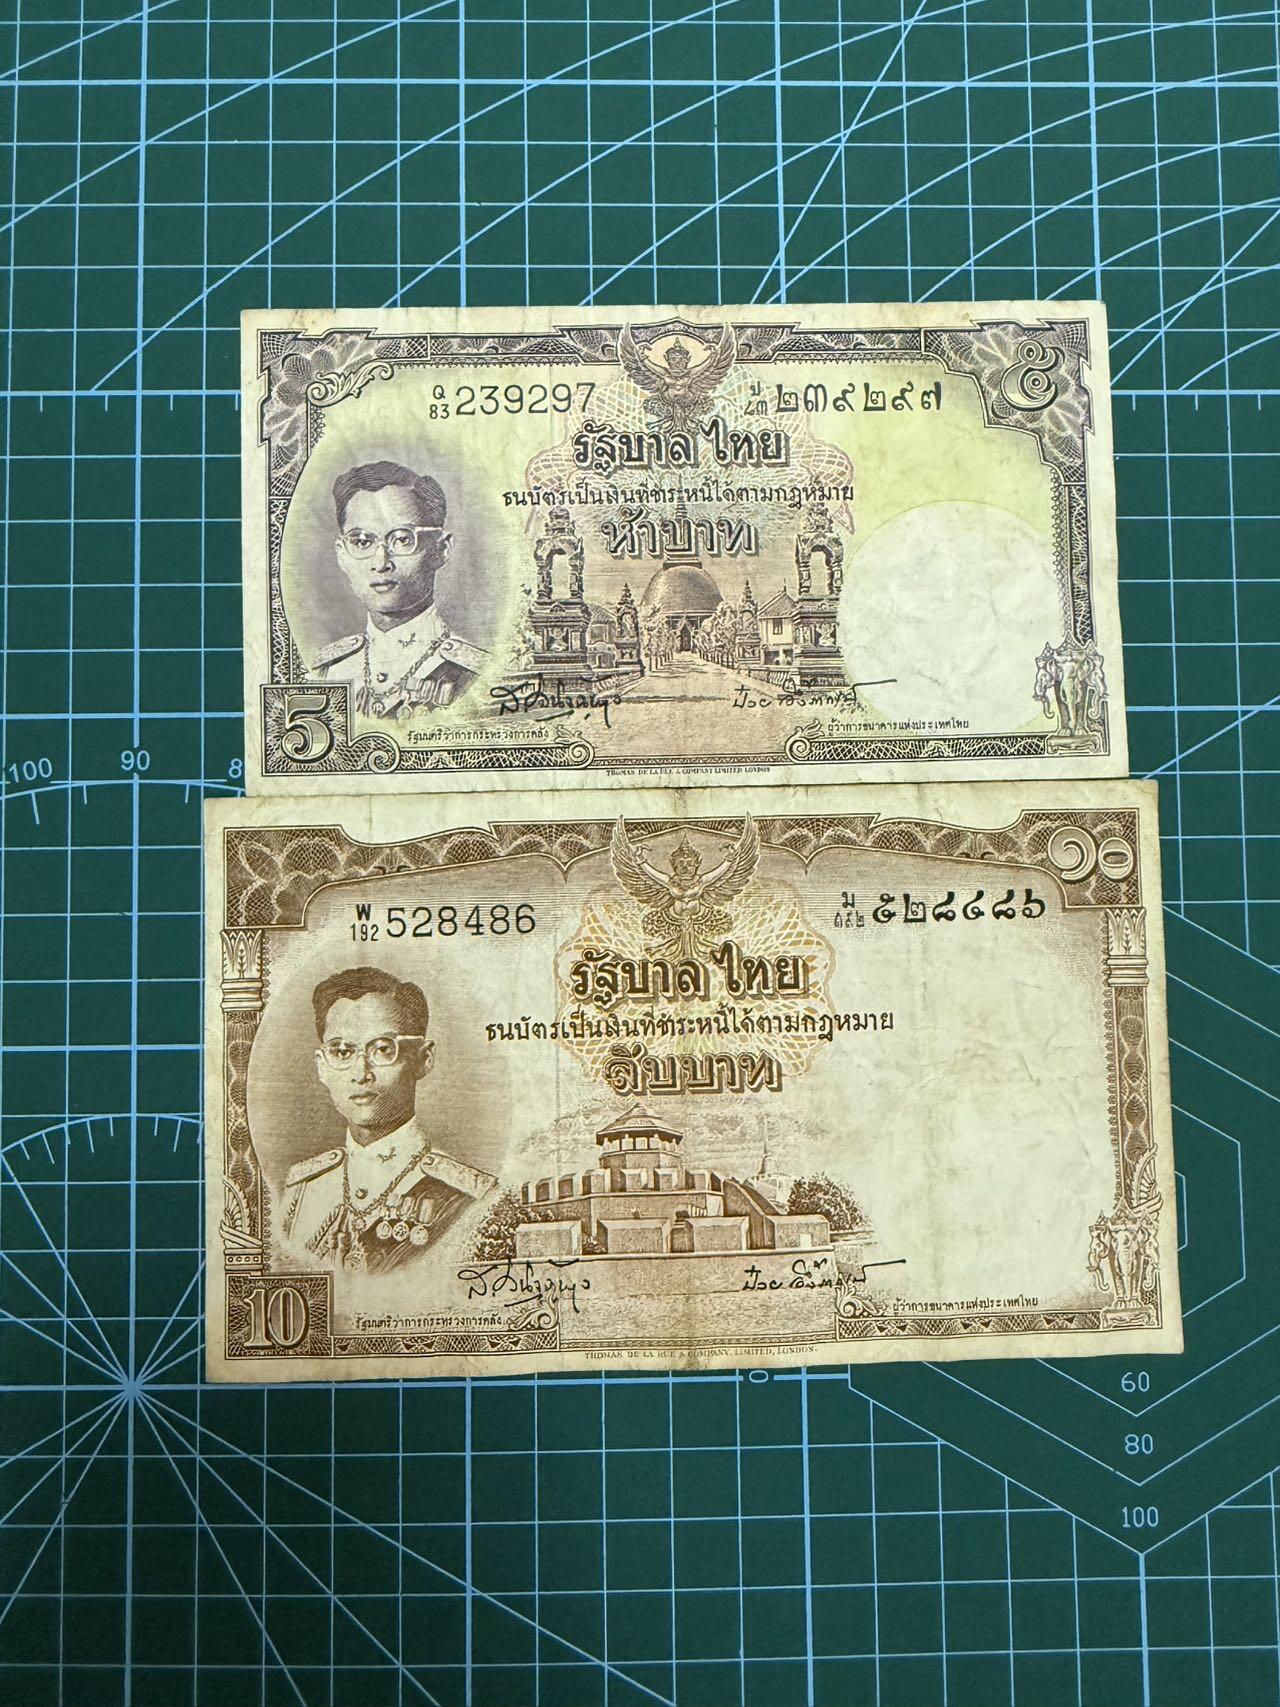 ๕
Q
83 239297
ขู
๘๓ ๒๓๙๒๙๗
รัฐบาลไทย
ธนบัตรเป็นเงินที่ชำระหนี้ได้ตามกฎหมาย
ห้าบาท
รัฐมนตรีว่าการกระทรวงการคลัง
ผู้ว่าการธนาคารแห่งประเทศไทย
5
THOMAS DE LA RUE & COMPANY LIMITED LONDON
100 90 8
๑๐
W
192 528486
ม
๑๙๒ ๕๒๘๔๘๖
รัฐบาลไทย
ธนบัตรเป็นเงินที่ชำระหนี้ได้ตามกฎหมาย
สิบบาท
รัฐมนตรีว่าการกระทรวงการคลัง
ผู้ว่าการธนาคารแห่งประเทศไทย
10
THOMAS DE LA RUE & COMPANY, LIMITED, LONDON.
0
60
80
100